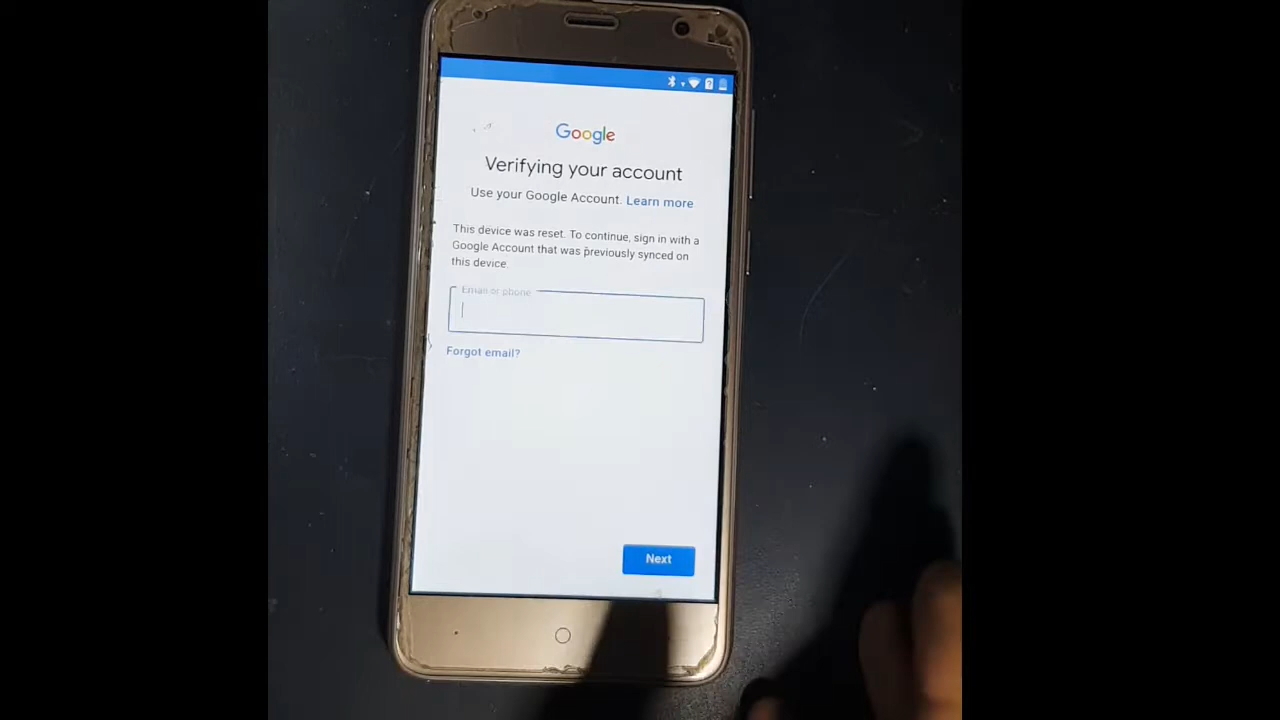 Google
Verifying your account
Use your Google Account. Learn more
This device was reset. To continue, sign in with a
Google Account that was previously synced on
this device.
Email or phone
Forgot email?
Next